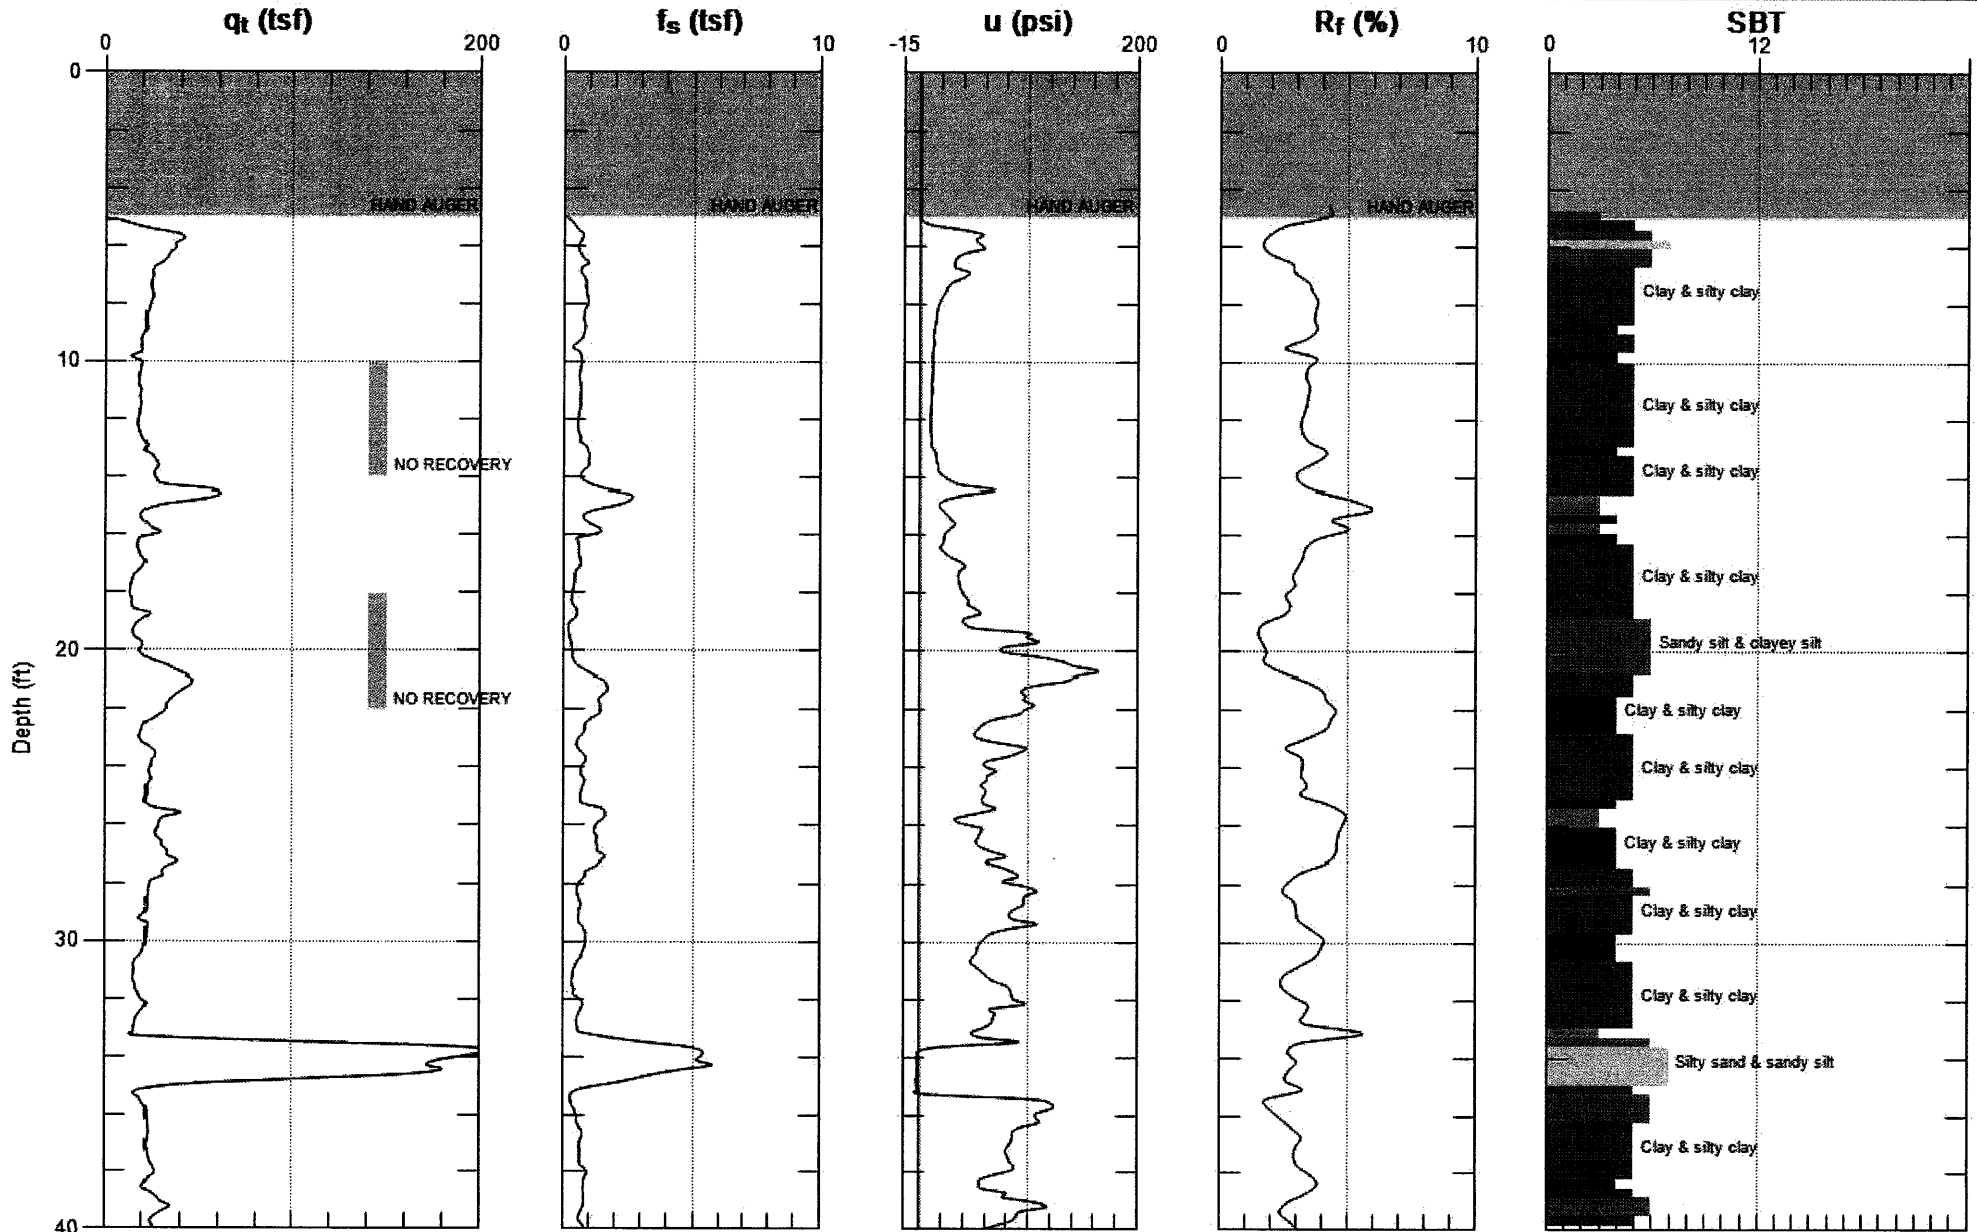 qt (tsf)
fs (tsf)
u (psi)
Rf (%)
SBT
0
200
0
10
-15
200
0
10
0
12
0
HAND AUGER
HAND AUGER
HAND AUGER
HAND AUGER
Clay & silty clay
10
Clay & silty clay
NO RECOVERY
Clay & silty clay
Clay & silty clay
20
Sandy silt & clayey silt
Depth (ft)
NO RECOVERY
Clay & silty clay
Clay & silty clay
Clay & silty clay
Clay & silty clay
30
Clay & silty clay
Silty sand & sandy silt
Clay & silty clay
40